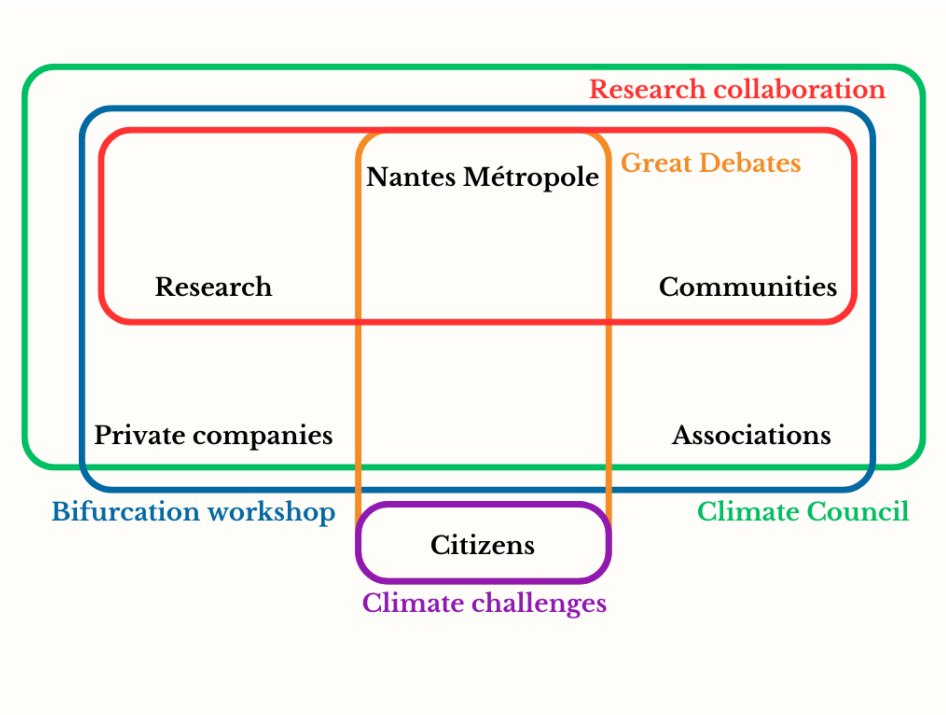 Research collaboration
Great Debates
Nantes Métropole
Research
Communities
Private companies
Associations
Bifurcation workshop
Climate Council
Citizens
Climate challenges